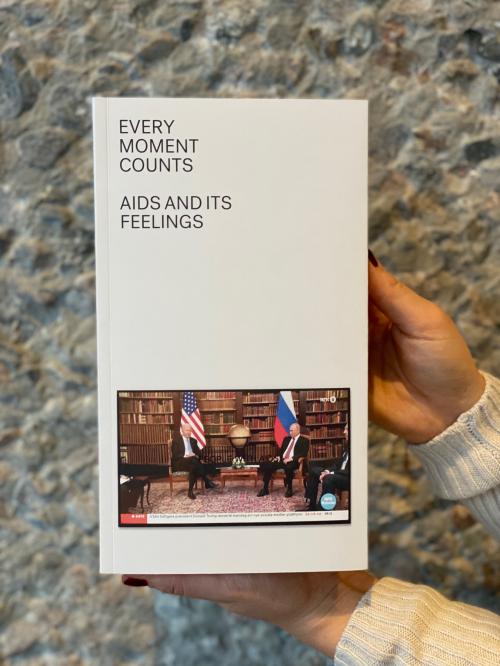 EVERY
MOMENT
COUNTS
AIDS AND ITS
FEELINGS